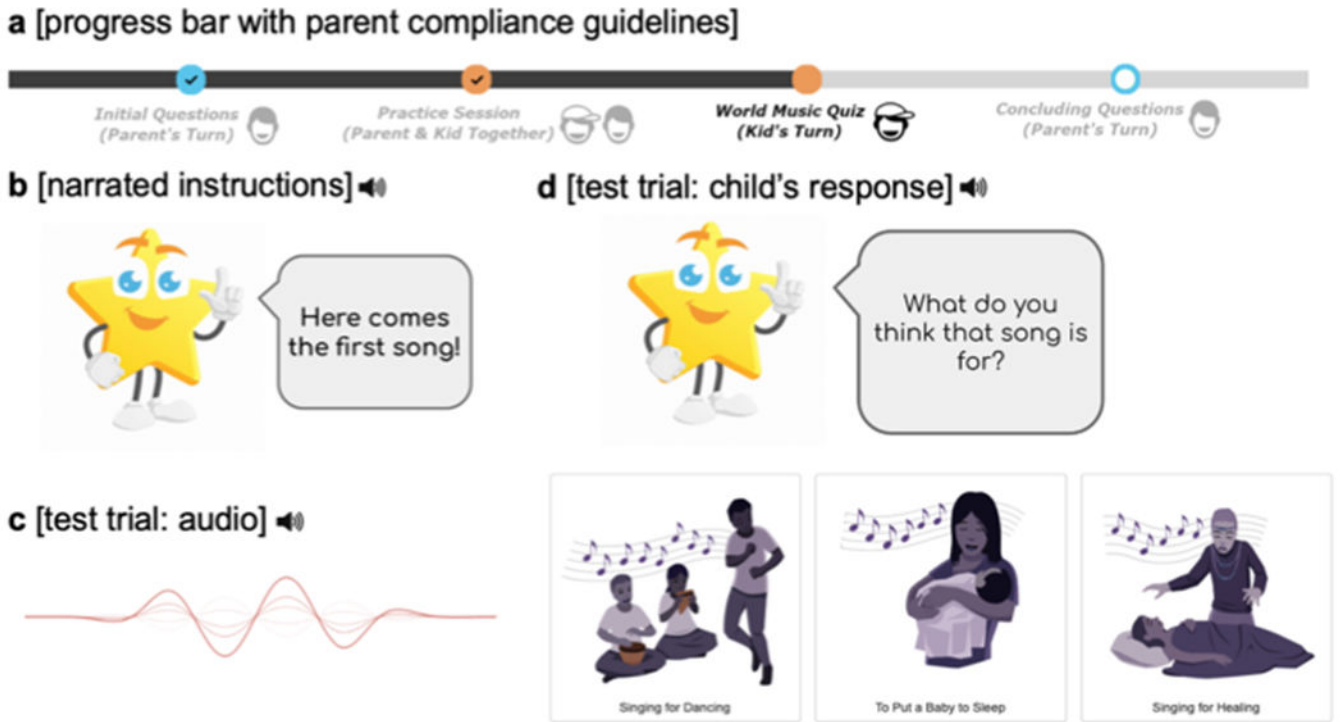 a [progress bar with parent compliance guidelines]
Initial Questions
(Parent's Turn)
Practice Session
(Parent & Kid Together)
World Music Quiz
(Kid's Turn)
Concluding Questions
(Parent's Turn)
b [narrated instructions]
Here comes
the first song!
c [test trial: audio]
d [test trial: child's response]
What do you
think that song is
for?
Singing for Dancing
To Put a Baby to Sleep
Singing for Healing